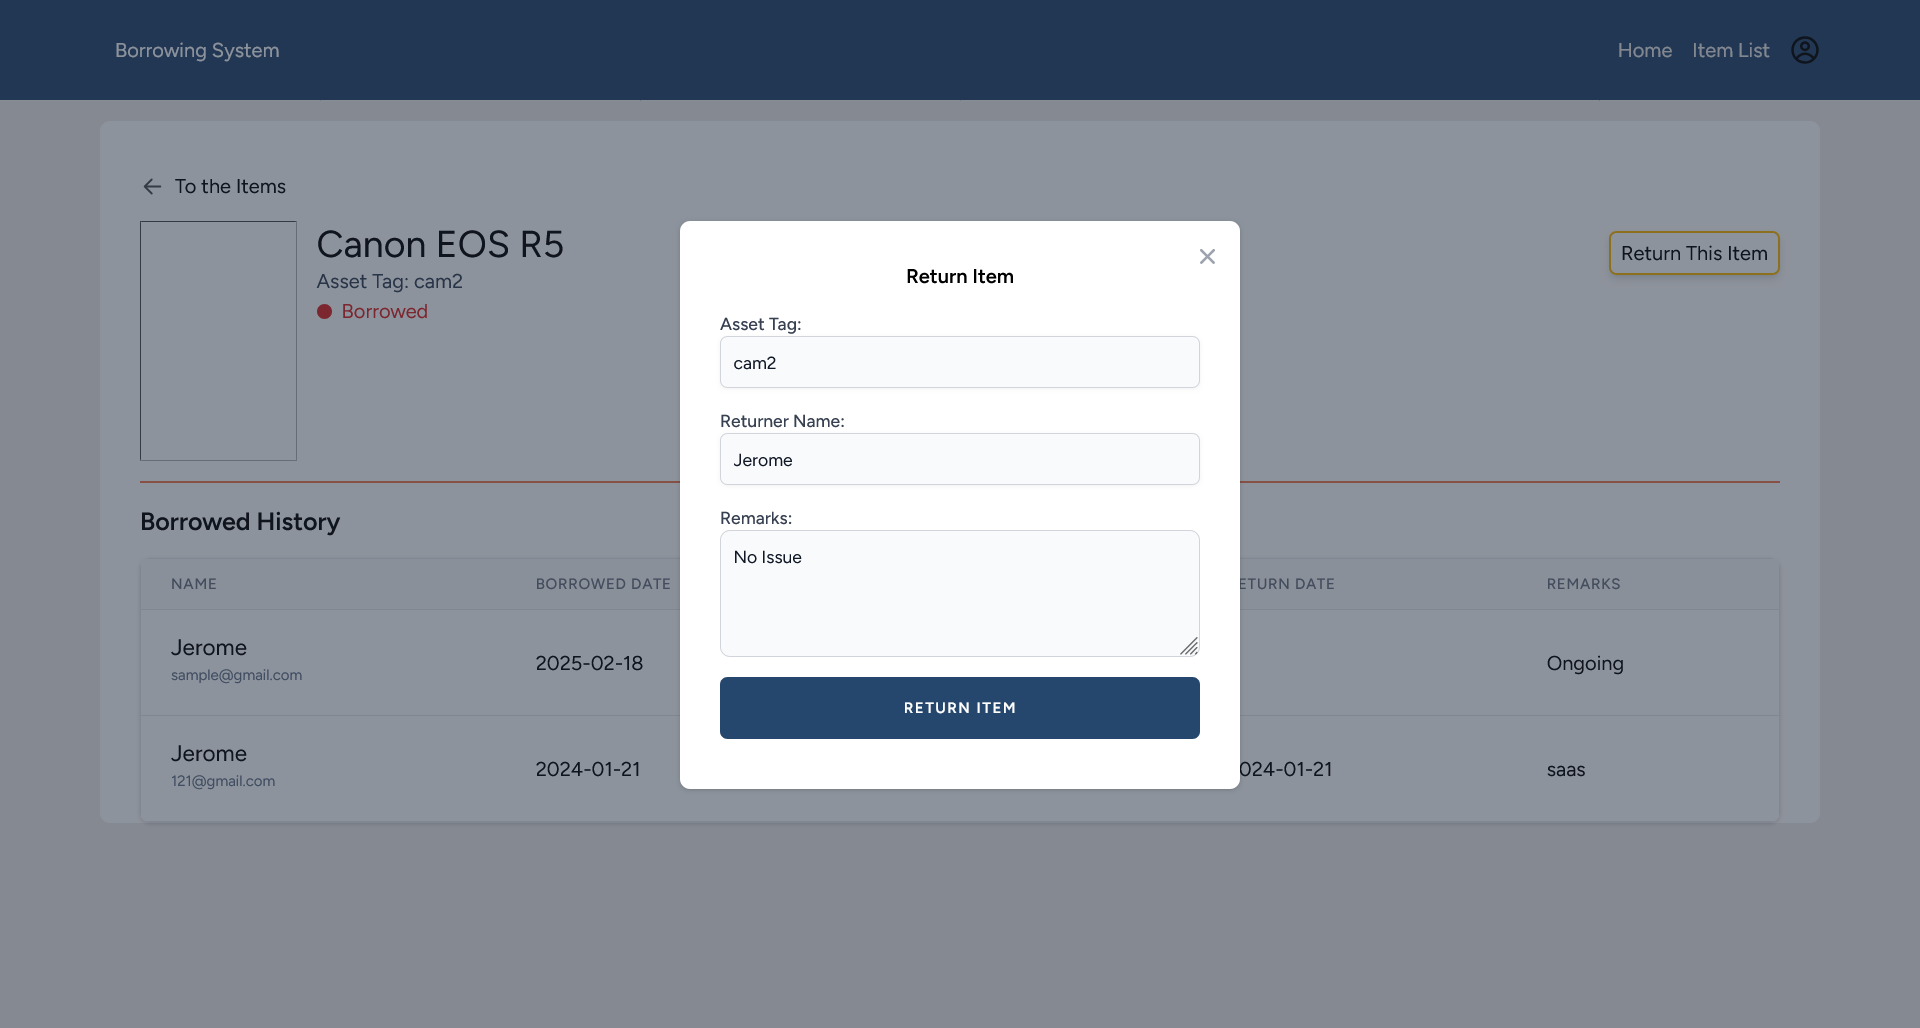 Borrowing System
Home Item List
To the Items
Canon EOS R5
Asset Tag: cam2
Borrowed
Return This Item
Return Item
Asset Tag:
cam2
Returner Name:
Jerome
Remarks:
No Issue
RETURN ITEM
Borrowed History
NAME BORROWED DATE ETURN DATE REMARKS
Jerome
sample@gmail.com
2025-02-18 Ongoing
Jerome
121@gmail.com
2024-01-21 024-01-21 saas